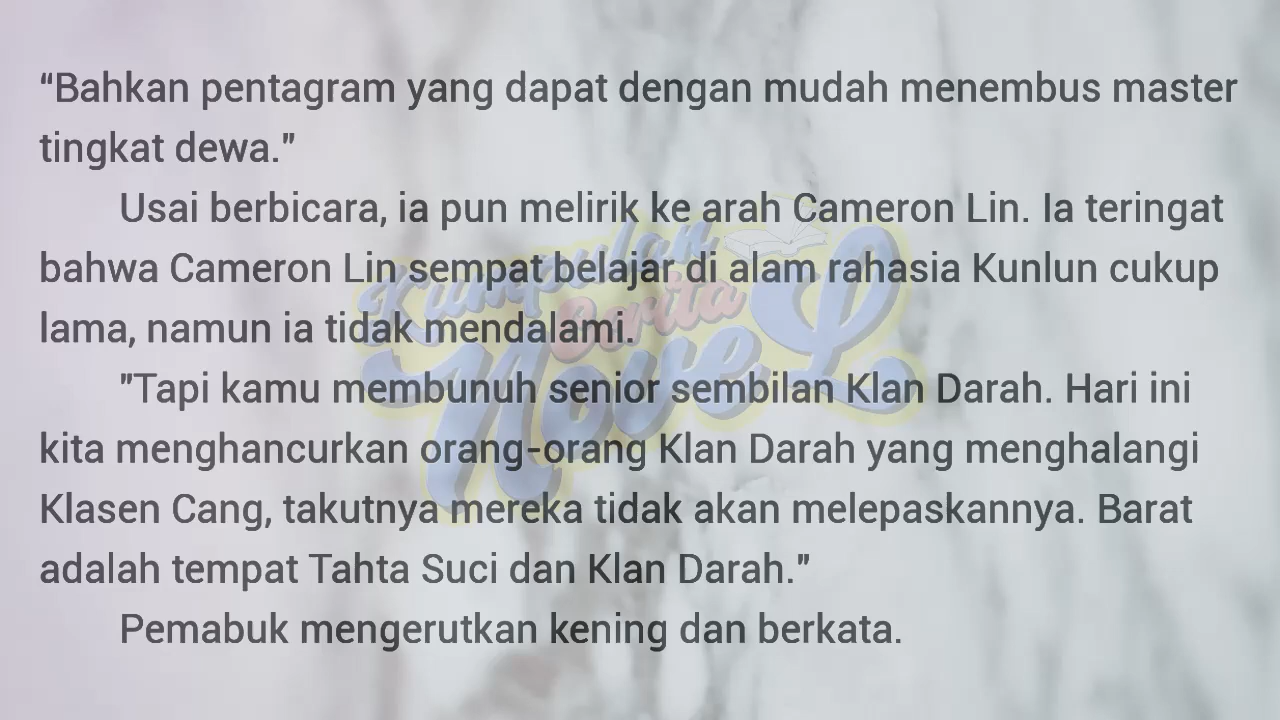 “Bahkan pentagram yang dapat dengan mudah menembus master
tingkat dewa.”
Usai berbicara, ia pun melirik ke arah Cameron Lin. Ia teringat
bahwa Cameron Lin sempat belajar di alam rahasia Kunlun cukup
lama, namun ia tidak mendalami.
"Tapi kamu membunuh senior sembilan Klan Darah. Hari ini
kita menghancurkan orang-orang Klan Darah yang menghalangi
Klasen Cang, takutnya mereka tidak akan melepaskannya. Barat
adalah tempat Tahta Suci dan Klan Darah."
Pemabuk mengerutkan kening dan berkata.
Kumpulan
Berita
Novel